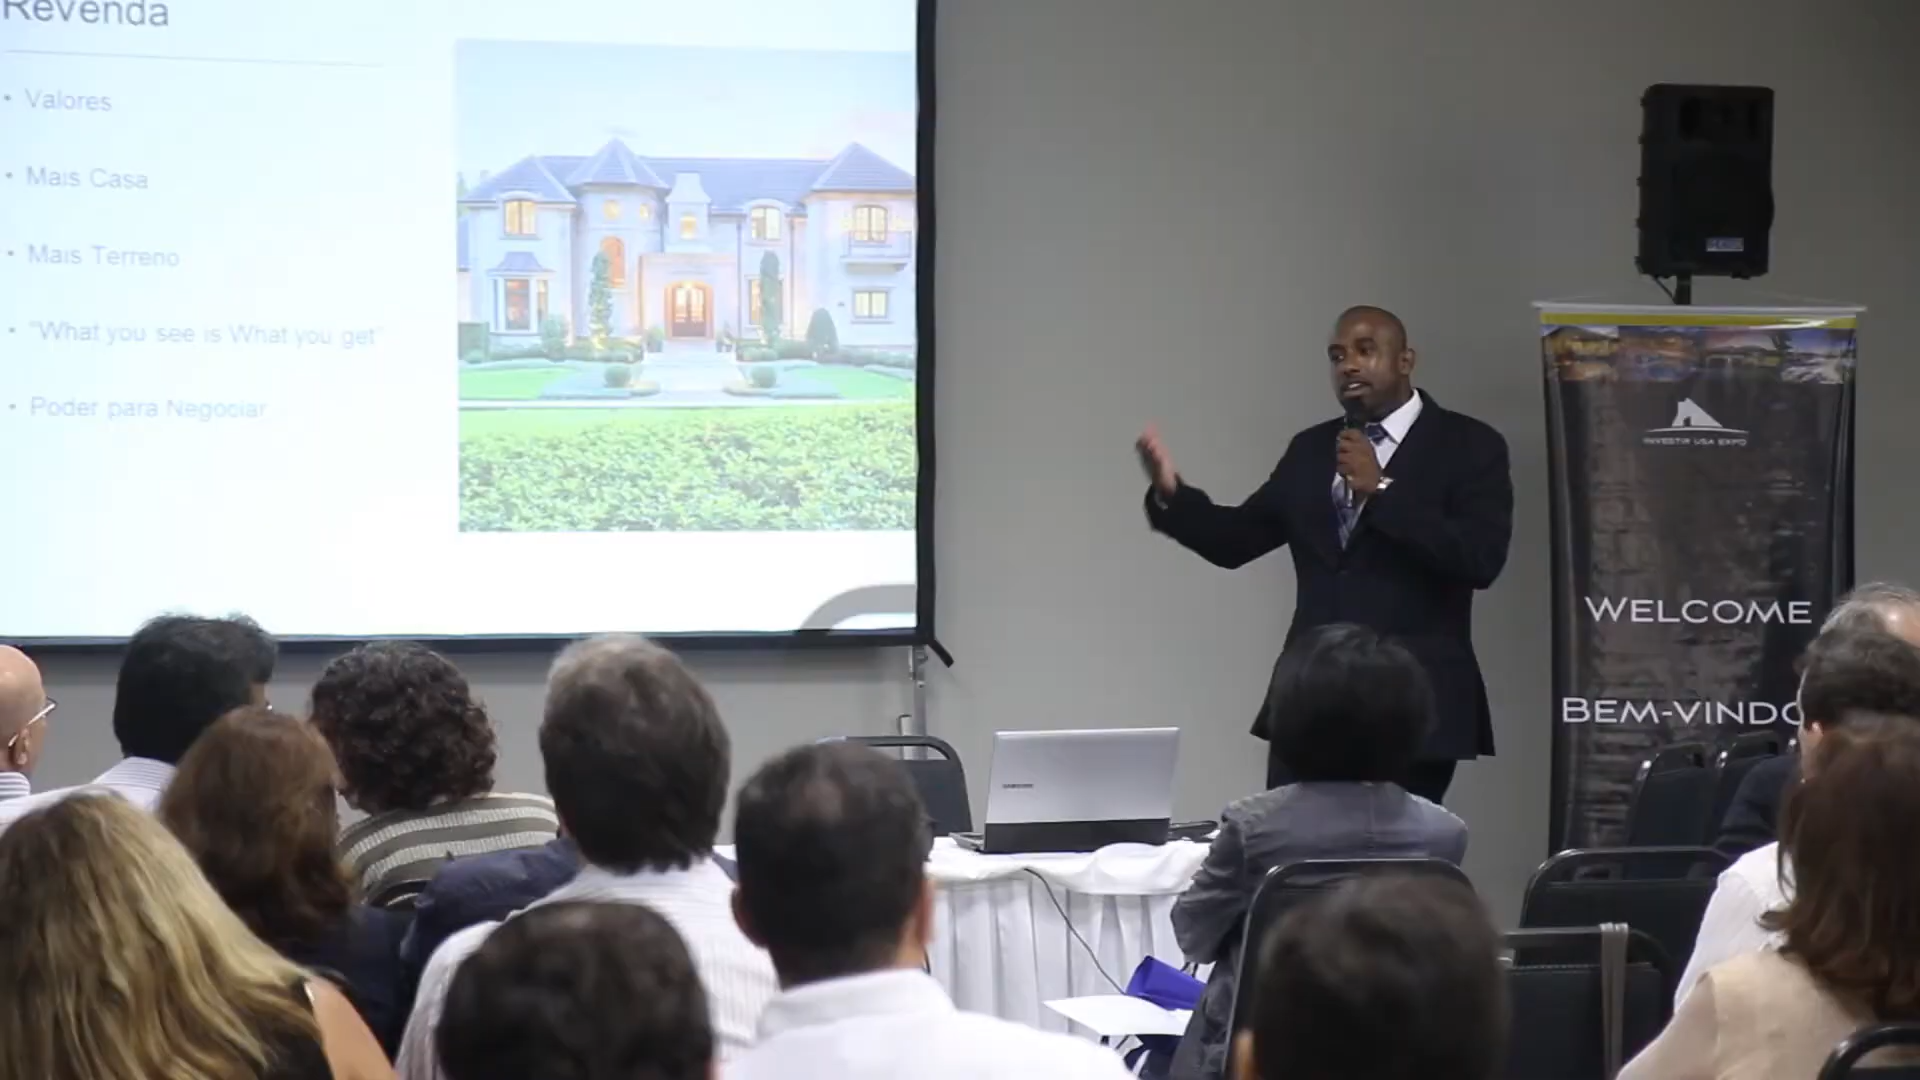 Revenda
• Valores
• Mais Casa
• Mais Terreno
• "What you see is What you get"
• Poder para Negociar
INVESTIR USA EXPO
WELCOME
BEM-VINDO
SAMSUNG